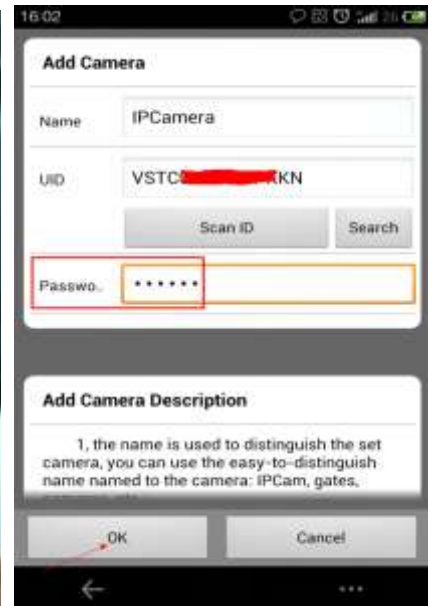 16:02
Add Camera
Name
IPCamera
UID
VSTC
KKN
Scan ID
Search
Passwo..
Add Camera Description
1, the name is used to distinguish the set
camera, you can use the easy-to-distinguish
name named to the camera: IPCam, gates,
OK
Cancel